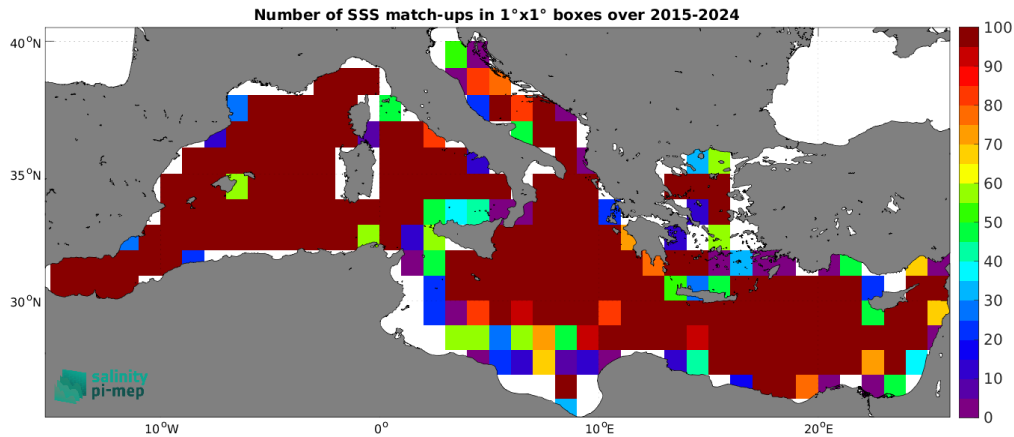 Number of SSS match-ups in 1°x1° boxes over 2015-2024
40°N
35°N
30°N
10°W
0°
10°E
20°E
100
90
80
70
60
50
40
30
20
10
0
salinity
pi-mep